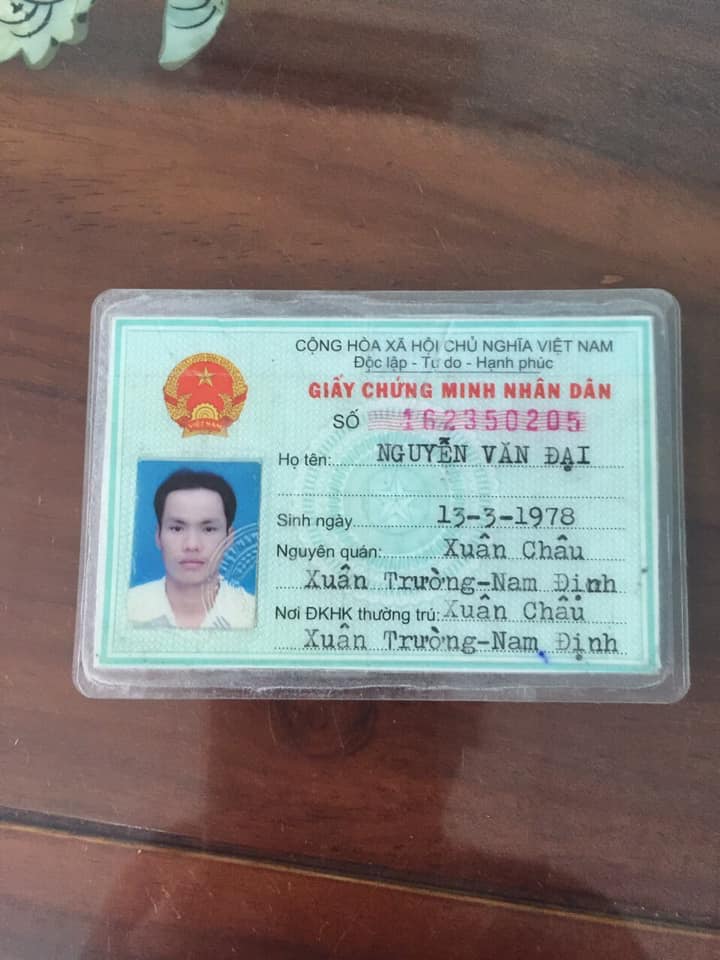 CỘNG HÒA XÃ HỘI CHỦ NGHĨA VIỆT NAM
Độc lập - Tự do - Hạnh phúc
GIẤY CHỨNG MINH NHÂN DÂN
SỐ 162350205
VIỆT NAM
Họ tên: NGUYỄN VĂN ĐẠI
Sinh ngày 13-3-1978
Nguyên quán: Xuân Châu
Xuân Trường-Nam Định
Nơi ĐKHK thường trú: Xuân Châu
Xuân Trường-Nam Định